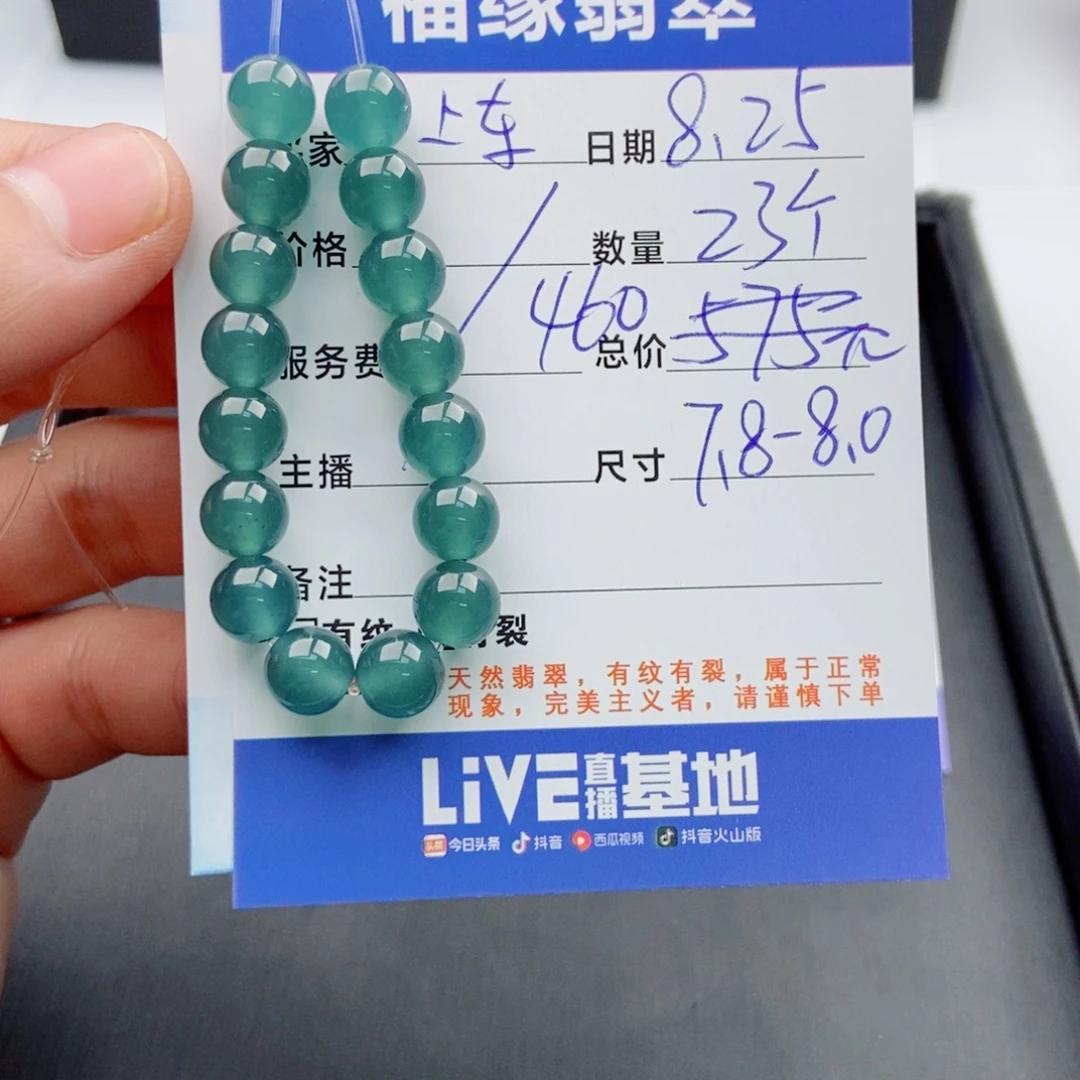 福缘翡翠
家 上车 日期 8.25
价格 / 数量 23个
服务费 460 总价 575元
主播 尺寸 7.8-8.0
备注
有纹 裂
天然翡翠，有纹有裂，属于正常
现象，完美主义者，请谨慎下单
LiVE直播基地
头条 今日头条 抖音 西瓜视频 抖音火山版